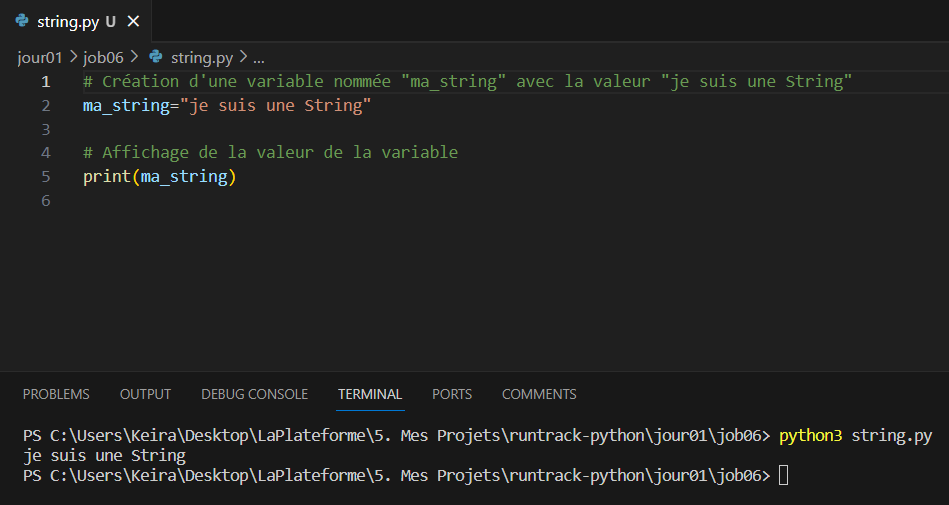 string.py U
jour01 > job06 > string.py > ...
1 # Création d'une variable nommée "ma_string" avec la valeur "je suis une String"
2 ma_string="je suis une String"
3
4 # Affichage de la valeur de la variable
5 print(ma_string)
6
PROBLEMS OUTPUT DEBUG CONSOLE TERMINAL PORTS COMMENTS
PS C:\Users\Keira\Desktop\LaPlateforme\5. Mes Projets\runtrack-python\jour01\job06> python3 string.py
je suis une String
PS C:\Users\Keira\Desktop\LaPlateforme\5. Mes Projets\runtrack-python\jour01\job06>